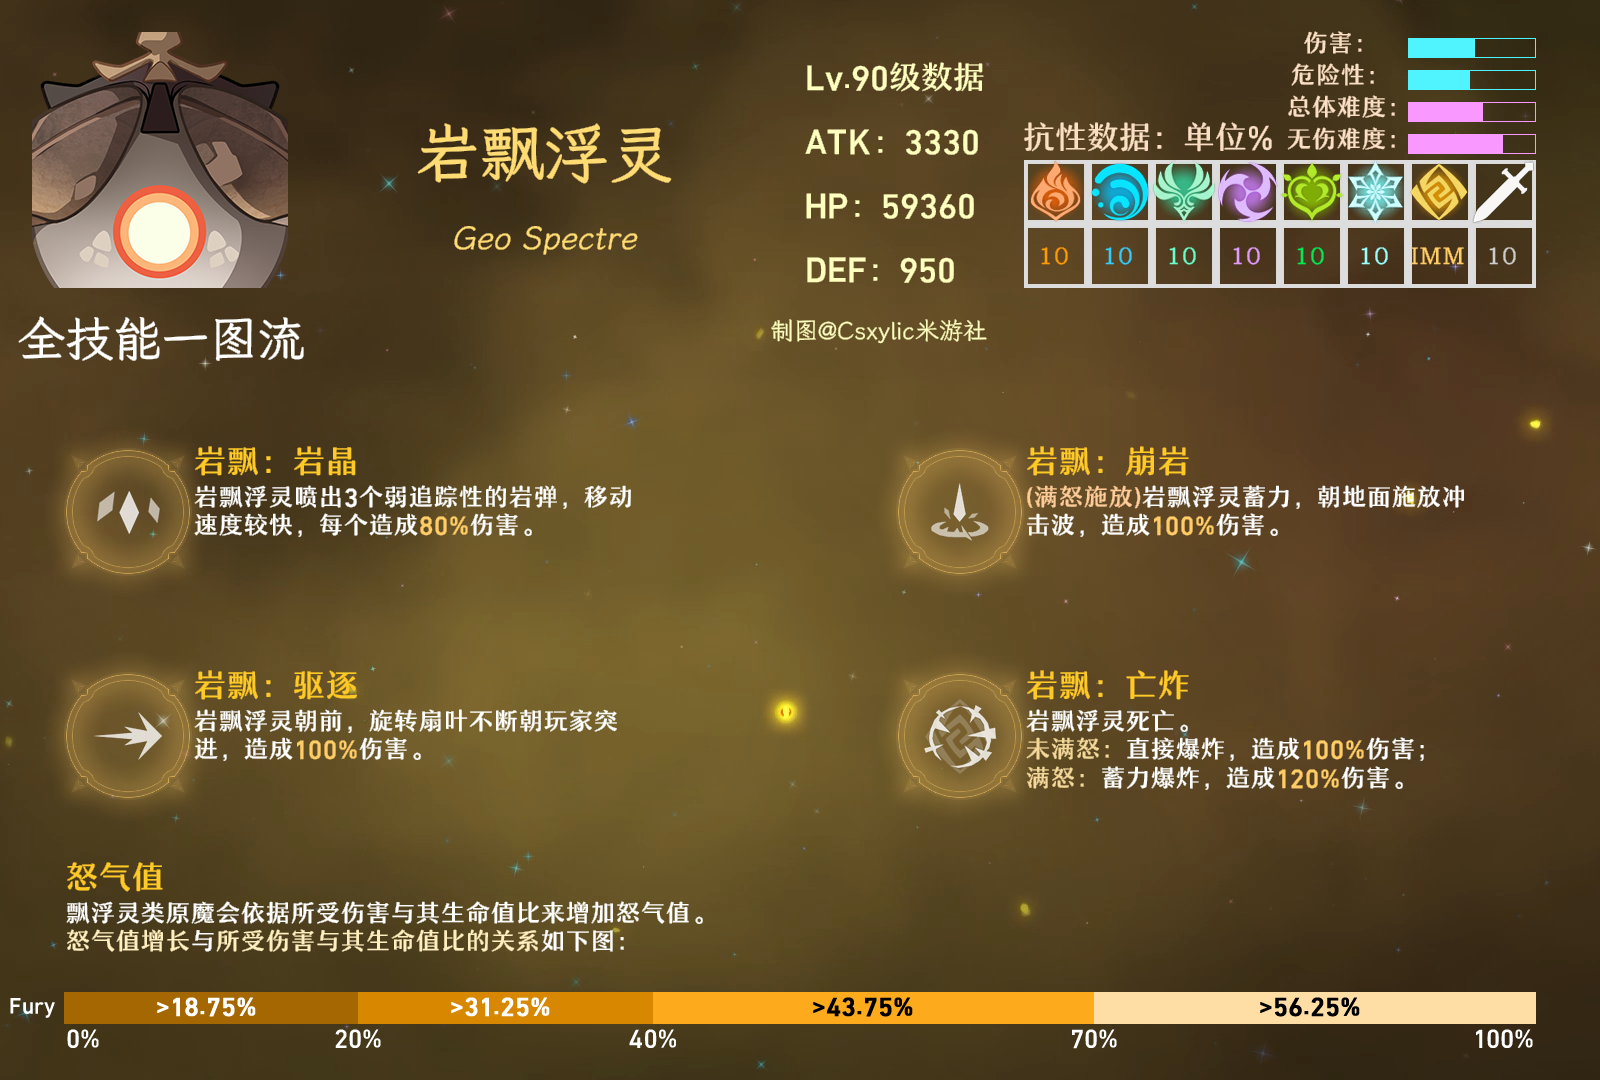 岩飘浮灵
Geo Spectre
Lv.90级数据
ATK：3330
HP：59360
DEF：950
制图@Csxylic米游社
伤害：
危险性：
总体难度：
无伤难度：
抗性数据：单位%
10 10 10 10 10 10 IMM 10
全技能一图流
岩飘：岩晶
岩飘浮灵喷出3个弱追踪性的岩弹，移动
速度较快，每个造成80%伤害。
岩飘：崩岩
(满怒施放)岩飘浮灵蓄力，朝地面施放冲
击波，造成100%伤害。
岩飘：驱逐
岩飘浮灵朝前，旋转扇叶不断朝玩家突
进，造成100%伤害。
岩飘：亡炸
岩飘浮灵死亡。
未满怒：直接爆炸，造成100%伤害；
满怒：蓄力爆炸，造成120%伤害。
怒气值
飘浮灵类原魔会依据所受伤害与其生命值比来增加怒气值。
怒气值增长与所受伤害与其生命值比的关系如下图：
Fury >18.75% >31.25% >43.75% >56.25%
0% 20% 40% 70% 100%